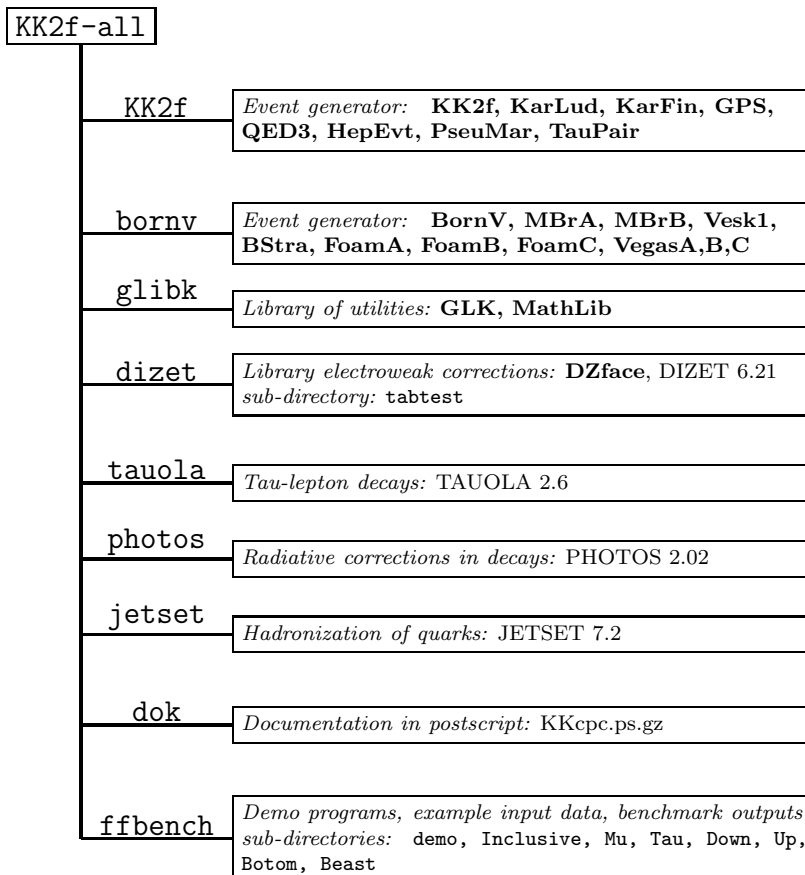 KK2f-all
KK2f
Event generator: KK2f, KarLud, KarFin, GPS,
QED3, HepEvt, PseuMar, TauPair
bornv
Event generator: BornV, MBrA, MBrB, Vesk1,
BStra, FoamA, FoamB, FoamC, VegasA,B,C
glibk
Library of utilities: GLK, MathLib
dizet
Library electroweak corrections: DZface, DIZET 6.21
sub-directory: tabtest
tauola
Tau-lepton decays: TAUOLA 2.6
photos
Radiative corrections in decays: PHOTOS 2.02
jetset
Hadronization of quarks: JETSET 7.2
dok
Documentation in postscript: KKcpc.ps.gz
ffbench
Demo programs, example input data, benchmark outputs
sub-directories: demo, Inclusive, Mu, Tau, Down, Up,
Botom, Beast